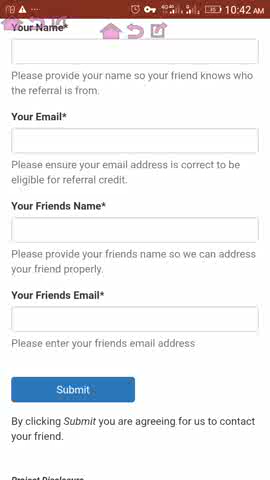 10:42 AM
Your Name*
Please provide your name so your friend knows who
the referral is from.
Your Email*
Please ensure your email address is correct to be
eligible for referral credit.
Your Friends Name*
Please provide your friends name so we can address
your friend properly.
Your Friends Email*
Please enter your friends email address
Submit
By clicking Submit you are agreeing for us to contact
your friend.
Project Disclosure